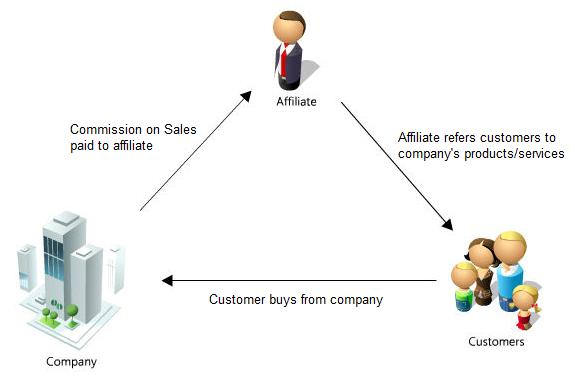 Affiliate
Commission on Sales
paid to affiliate
Affiliate refers customers to
company's products/services
Customer buys from company
Customers
Company